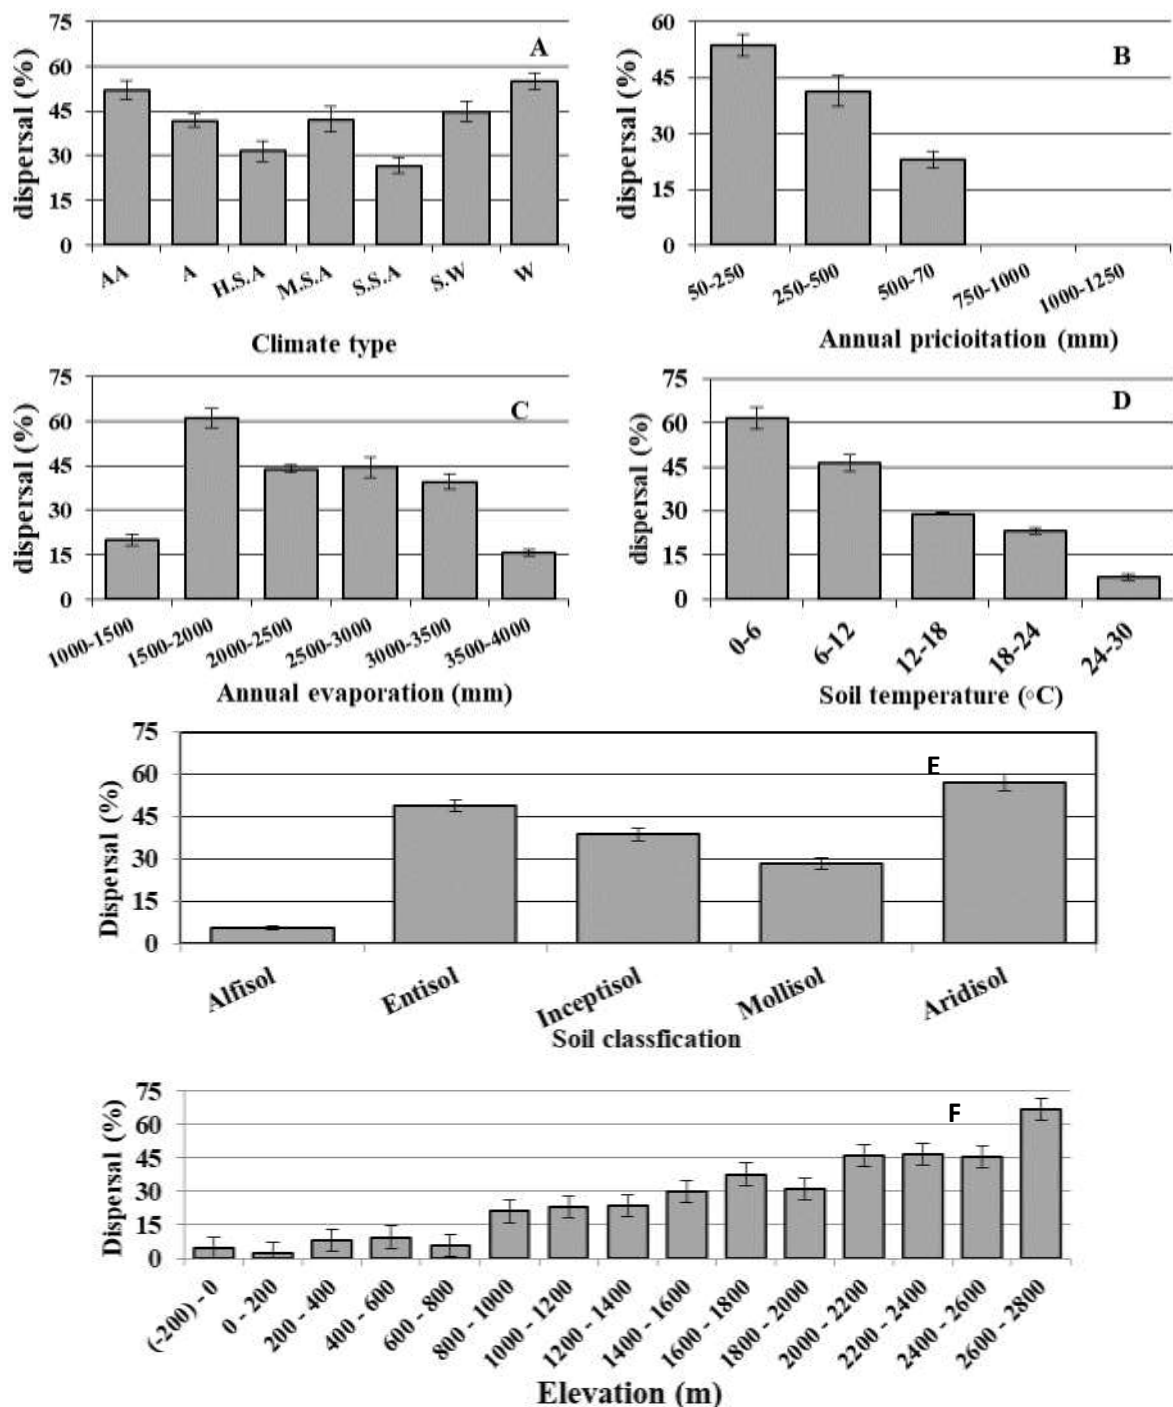 75
60
45
30
15
0
dispersal (%)
A
AA
A
H.S.A
M.S.A
S.S.A
S.W
W
Climate type
60
45
30
15
0
dispersal (%)
B
50-250
250-500
500-70
750-1000
1000-1250
Annual pricioitation (mm)
75
60
45
30
15
0
dispersal (%)
C
1000-1500
1500-2000
2000-2500
2500-3000
3000-3500
3500-4000
Annual evaporation (mm)
75
60
45
30
15
0
dispersal (%)
D
0-6
6-12
12-18
18-24
24-30
Soil temperature (◦C)
75
60
45
30
15
0
Dispersal (%)
E
Alfisol
Entisol
Inceptisol
Mollisol
Aridisol
Soil classfication
75
60
45
30
15
0
Dispersal (%)
F
(-200) - 0
0 - 200
200 - 400
400 - 600
600 - 800
800 - 1000
1000 - 1200
1200 - 1400
1400 - 1600
1600 - 1800
1800 - 2000
2000 - 2200
2200 - 2400
2400 - 2600
2600 - 2800
Elevation (m)